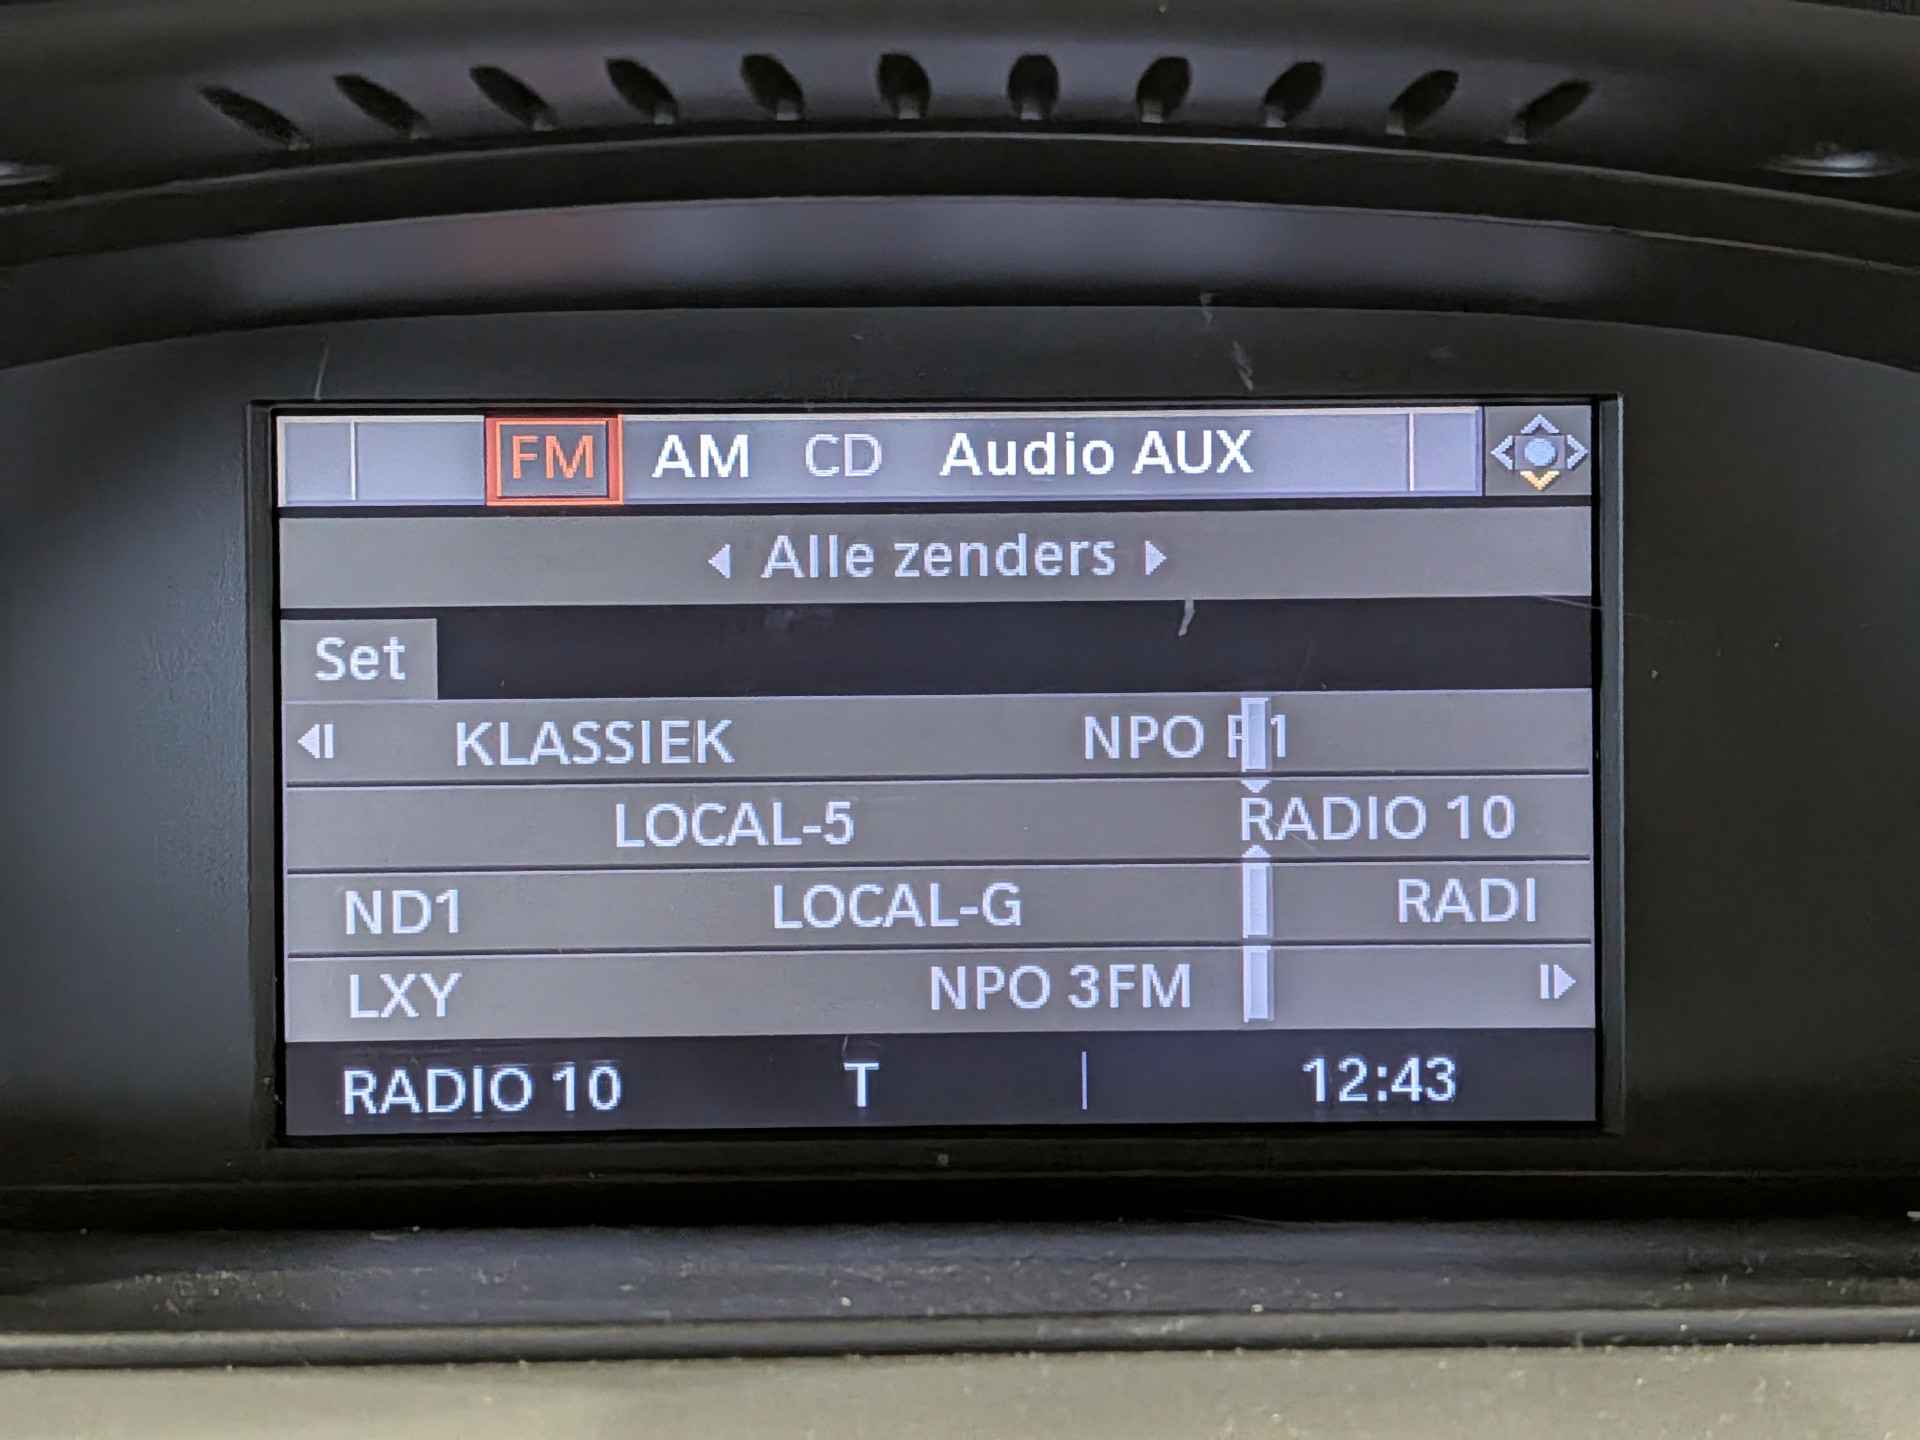 FM AM CD Audio AUX
Alle zenders
Set
KLASSIEK NPO 1
LOCAL-5 RADIO 10
ND1 LOCAL-G RADI
LXY NPO 3FM
RADIO 10 T 12:43